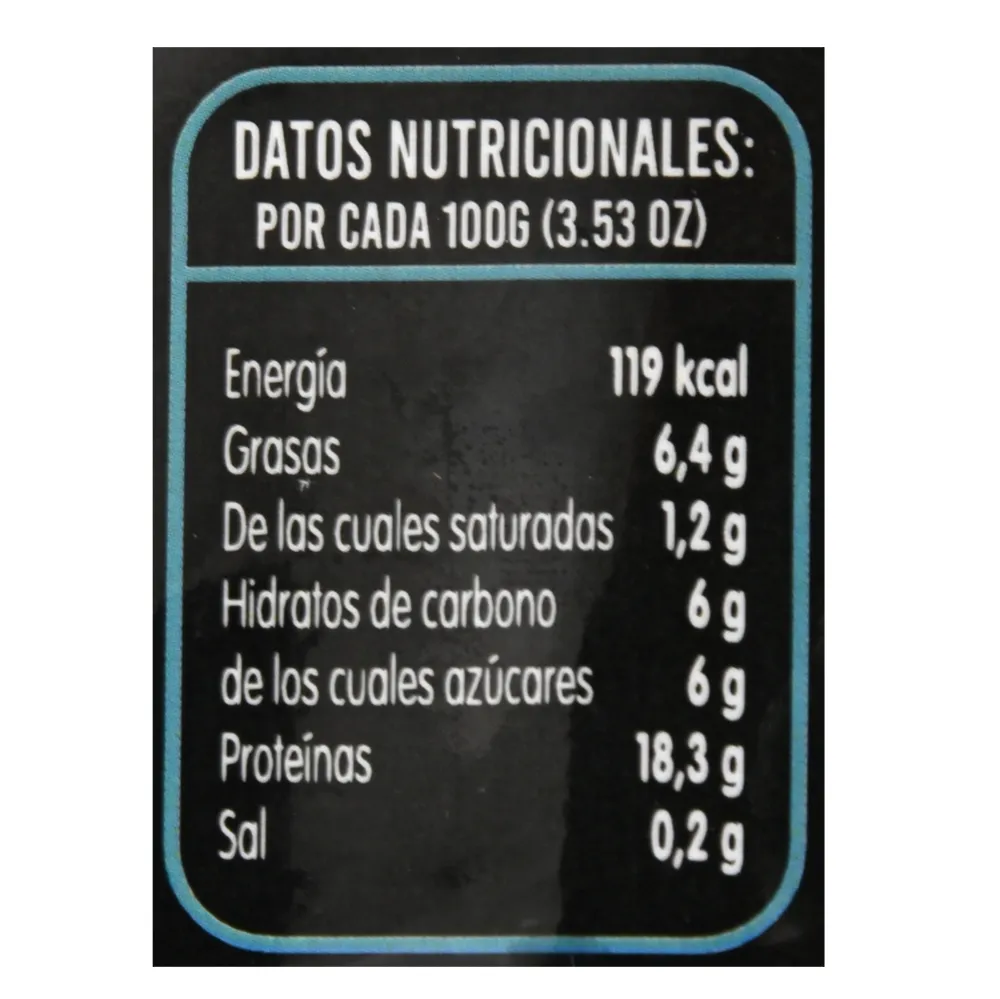 DATOS NUTRICIONALES:
POR CADA 100G (3.53 OZ)
Energía 119 kcal
Grasas 6,4 g
De las cuales saturadas 1,2 g
Hidratos de carbono 6 g
de los cuales azúcares 6 g
Proteínas 18,3 g
Sal 0,2 g